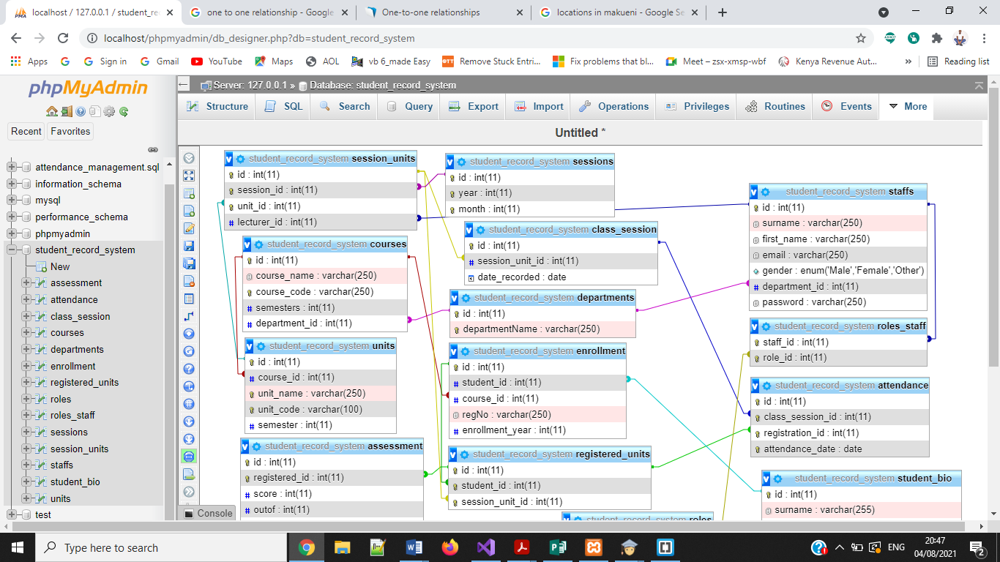 localhost / 127.0.0.1 / student_re
one to one relationship - Google
One-to-one relationships
locations in makueni - Google Se
localhost/phpmyadmin/db_designer.php?db=student_record_system
Apps
Sign in
Gmail
YouTube
Maps
AOL
vb 6_made Easy
Remove Stuck Entri...
Fix problems that bl...
Meet – zsx-xmsp-wbf
Kenya Revenue Aut...
»
Reading list
phpMyAdmin
Recent
Favorites
attendance_management.sql
information_schema
mysql
performance_schema
phpmyadmin
student_record_system
New
assessment
attendance
class_session
courses
departments
enrollment
registered_units
roles
roles_staff
sessions
session_units
staffs
student_bio
units
test
Server: 127.0.0.1 » Database: student_record_system
Structure
SQL
Search
Query
Export
Import
Operations
Privileges
Routines
Events
More
Untitled *
student_record_system session_units
id : int(11)
session_id : int(11)
unit_id : int(11)
lecturer_id : int(11)
student_record_system sessions
id : int(11)
year : int(11)
month : int(11)
student_record_system staffs
id : int(11)
surname : varchar(250)
first_name : varchar(250)
email : varchar(250)
gender : enum('Male','Female','Other')
department_id : int(11)
password : varchar(250)
student_record_system class_session
id : int(11)
session_unit_id : int(11)
date_recorded : date
student_record_system courses
id : int(11)
course_name : varchar(250)
course_code : varchar(250)
semesters : int(11)
department_id : int(11)
student_record_system departments
id : int(11)
departmentName : varchar(250)
student_record_system roles_staff
staff_id : int(11)
role_id : int(11)
student_record_system units
id : int(11)
course_id : int(11)
unit_name : varchar(250)
unit_code : varchar(100)
semester : int(11)
student_record_system enrollment
id : int(11)
student_id : int(11)
course_id : int(11)
regNo : varchar(250)
enrollment_year : int(11)
student_record_system attendance
id : int(11)
class_session_id : int(11)
registration_id : int(11)
attendance_date : date
student_record_system assessment
id : int(11)
registered_id : int(11)
score : int(11)
outof : int(11)
student_record_system registered_units
id : int(11)
student_id : int(11)
session_unit_id : int(11)
student_record_system student_bio
id : int(11)
surname : varchar(255)
student_record_system roles
Console
Type here to search
ENG
20:47
04/08/2021
2